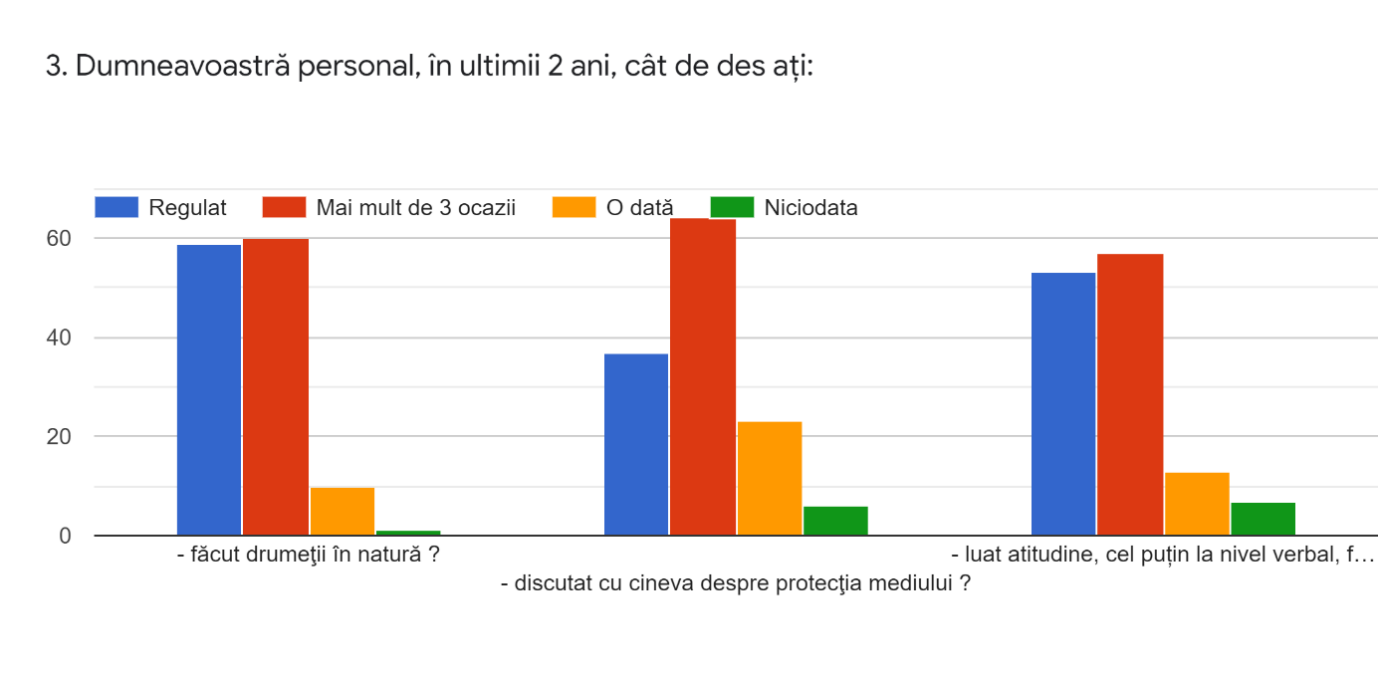 3. Dumneavoastră personal, în ultimii 2 ani, cât de des ați:
Regulat Mai mult de 3 ocazii O dată Niciodata
60
40
20
0
- făcut drumeţii în natură ?
- luat atitudine, cel puțin la nivel verbal, f...
- discutat cu cineva despre protecţia mediului ?